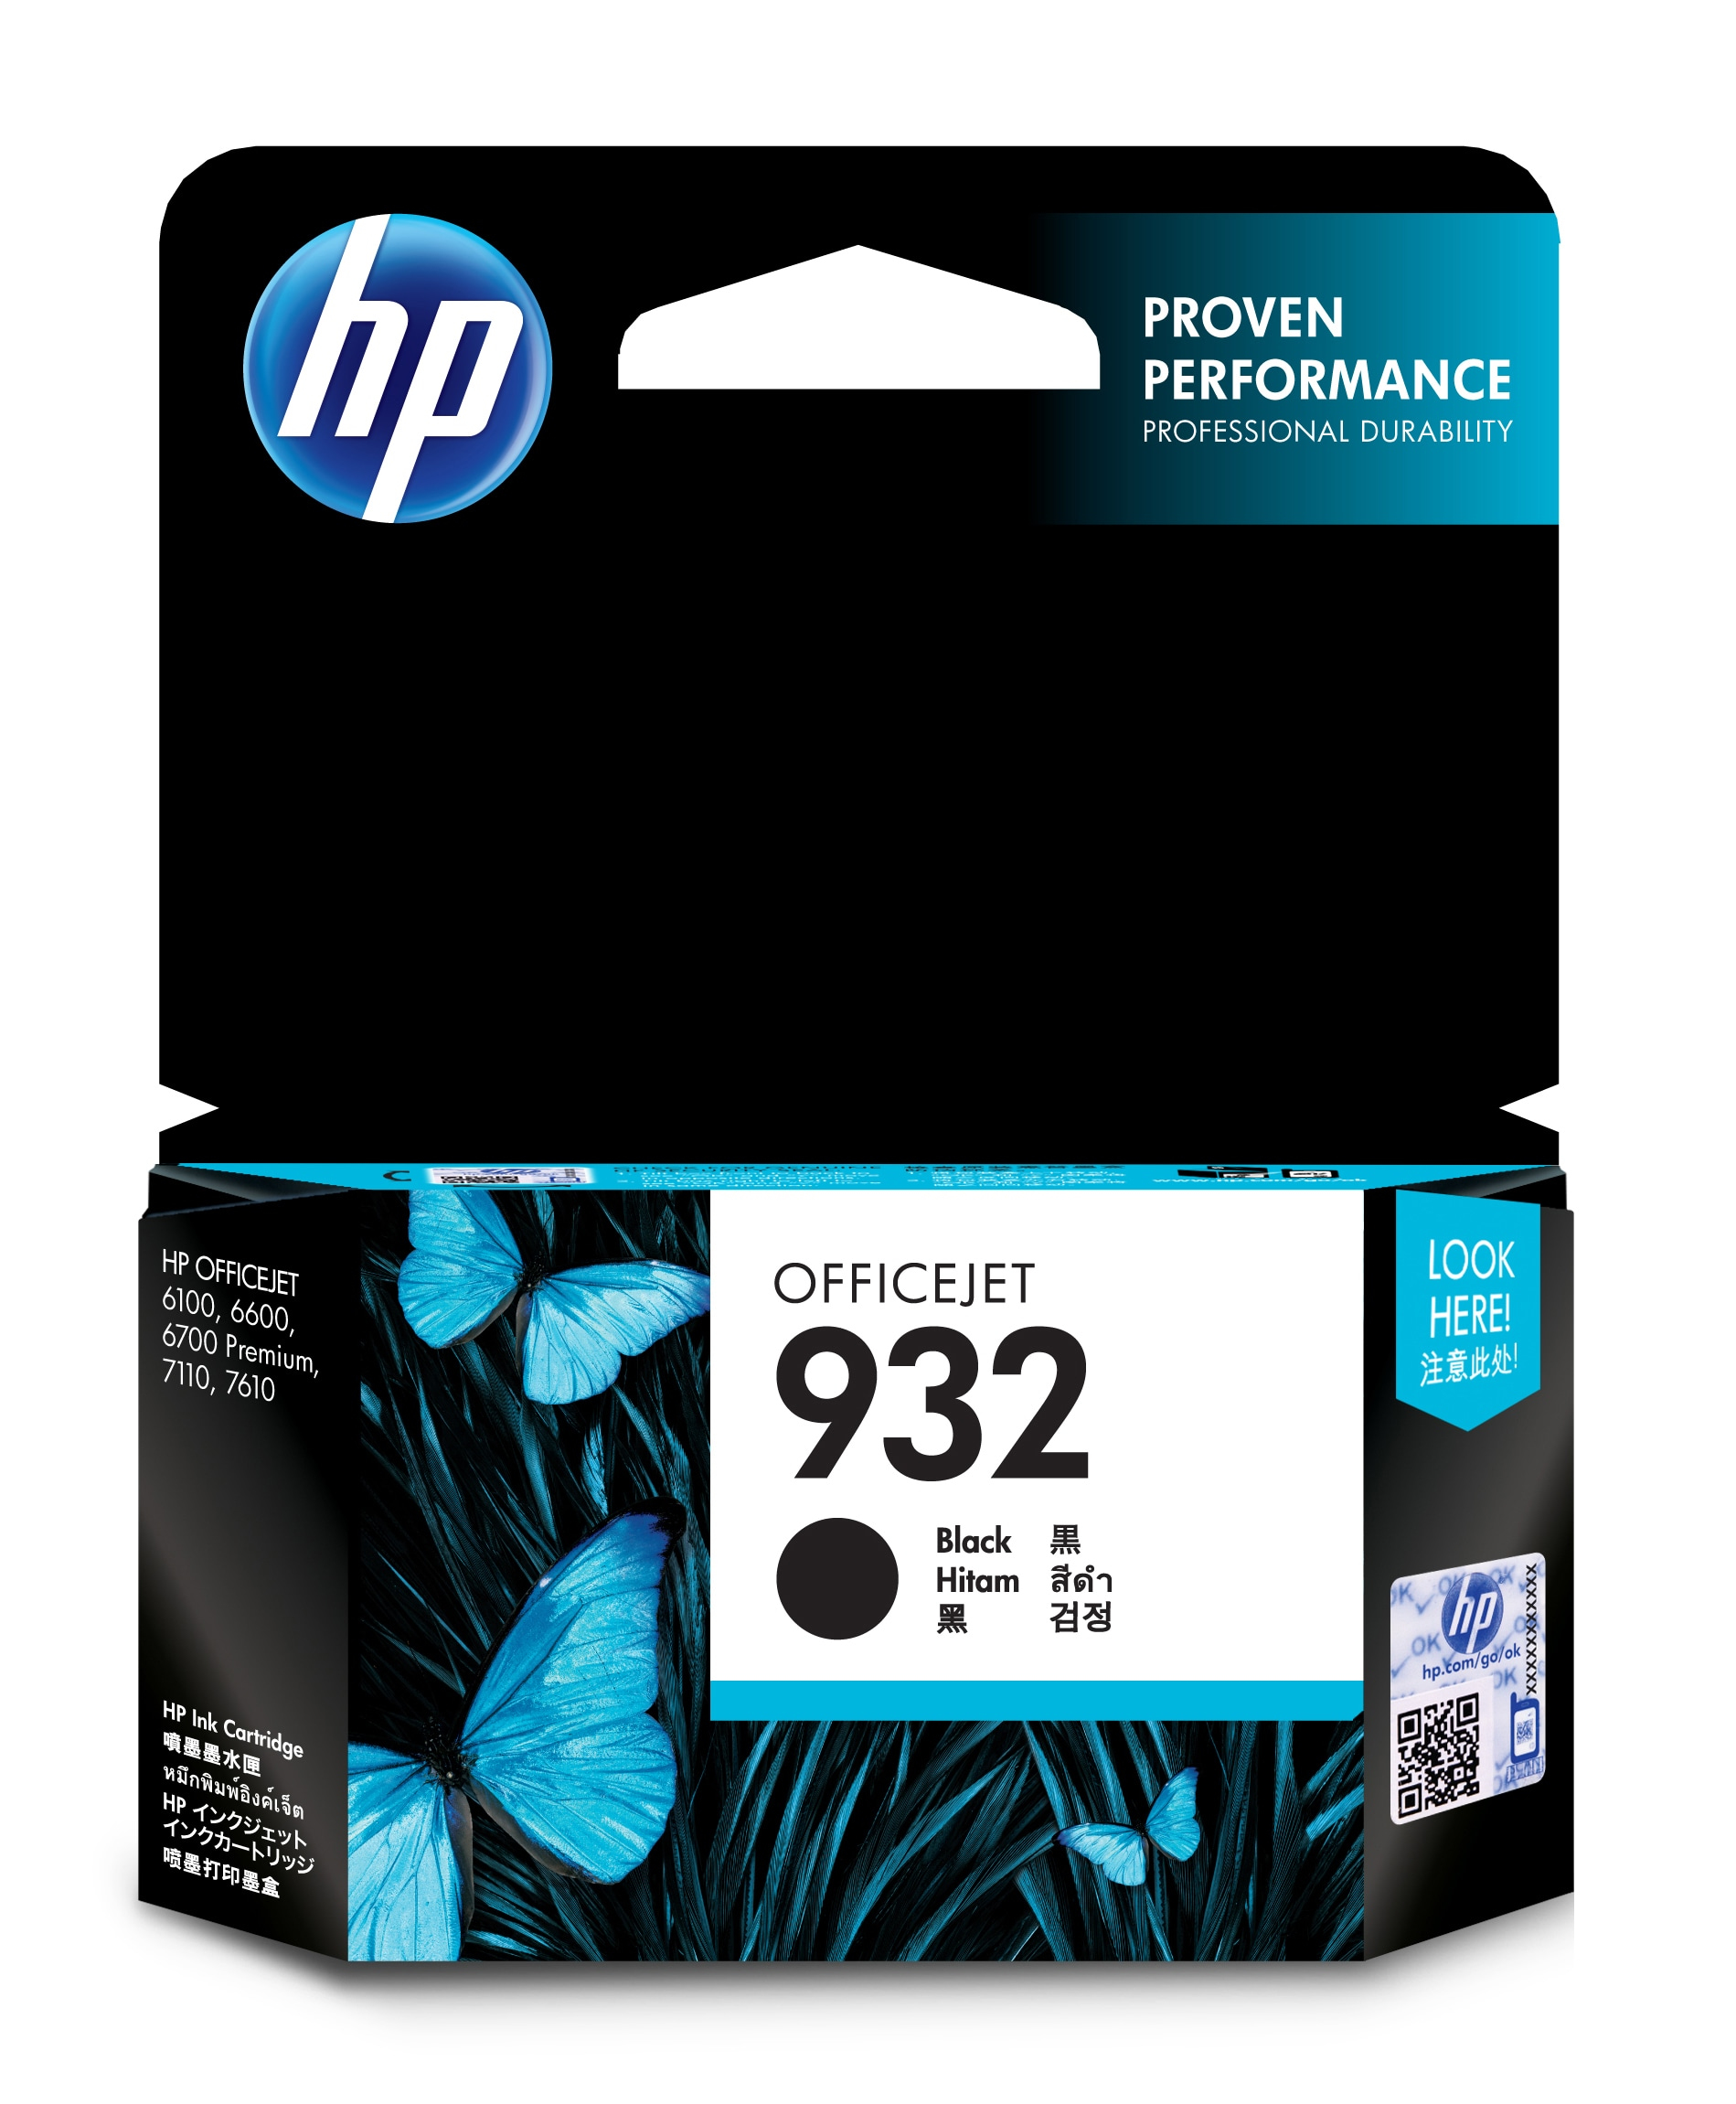 hp
PROVEN
PERFORMANCE
PROFESSIONAL DURABILITY
HP OFFICEJET
6100, 6600,
6700 Premium,
7110, 7610
OFFICEJET
932
Black 黒
Hitam สีดำ
黑 검정
LOOK
HERE!
注意此处!
OK
hp
OK
hp.com/go/ok
OK
XXXXXXXXXX
HP Ink Cartridge
噴墨墨水匣
หมึกพิมพ์อิงค์เจ็ต
HP インクジェット
インクカートリッジ
喷墨打印墨盒